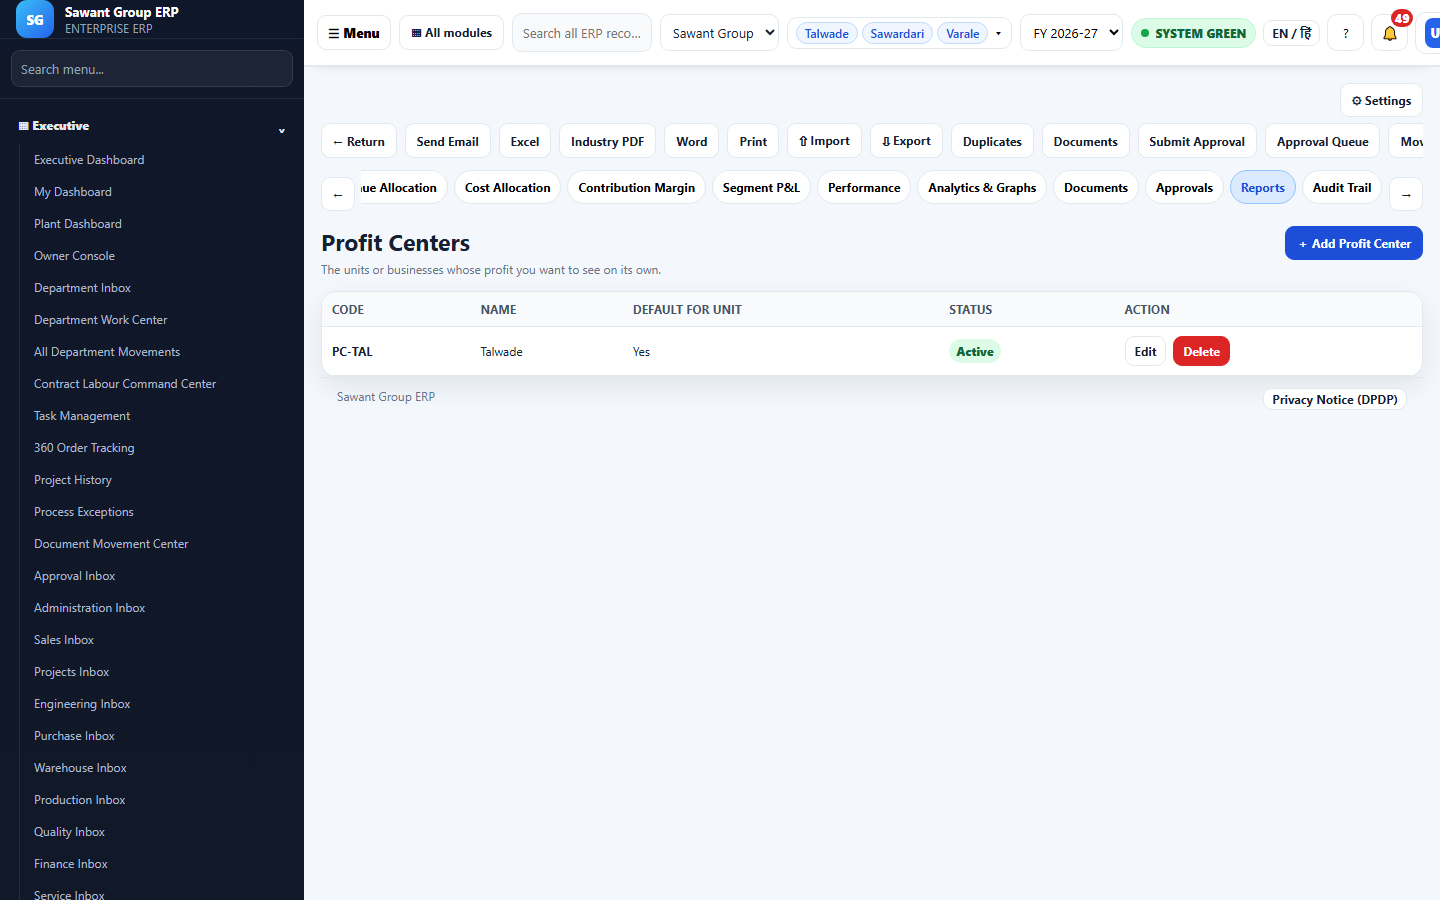 SG
Sawant Group ERP
ENTERPRISE ERP
Search menu...
Executive
Executive Dashboard
My Dashboard
Plant Dashboard
Owner Console
Department Inbox
Department Work Center
All Department Movements
Contract Labour Command Center
Task Management
360 Order Tracking
Project History
Process Exceptions
Document Movement Center
Approval Inbox
Administration Inbox
Sales Inbox
Projects Inbox
Engineering Inbox
Purchase Inbox
Warehouse Inbox
Production Inbox
Quality Inbox
Finance Inbox
Service Inbox
☰ Menu
All modules
Search all ERP reco...
Sawant Group
Talwade Sawardari Varale
FY 2026-27
SYSTEM GREEN
EN / हिं
?
49
U
⚙ Settings
← Return
Send Email
Excel
Industry PDF
Word
Print
⇧ Import
⇩ Export
Duplicates
Documents
Submit Approval
Approval Queue
Mov
←
ue Allocation
Cost Allocation
Contribution Margin
Segment P&L
Performance
Analytics & Graphs
Documents
Approvals
Reports
Audit Trail
→
Profit Centers
+ Add Profit Center
The units or businesses whose profit you want to see on its own.
CODE NAME DEFAULT FOR UNIT STATUS ACTION
PC-TAL Talwade Yes Active Edit Delete
Sawant Group ERP
Privacy Notice (DPDP)